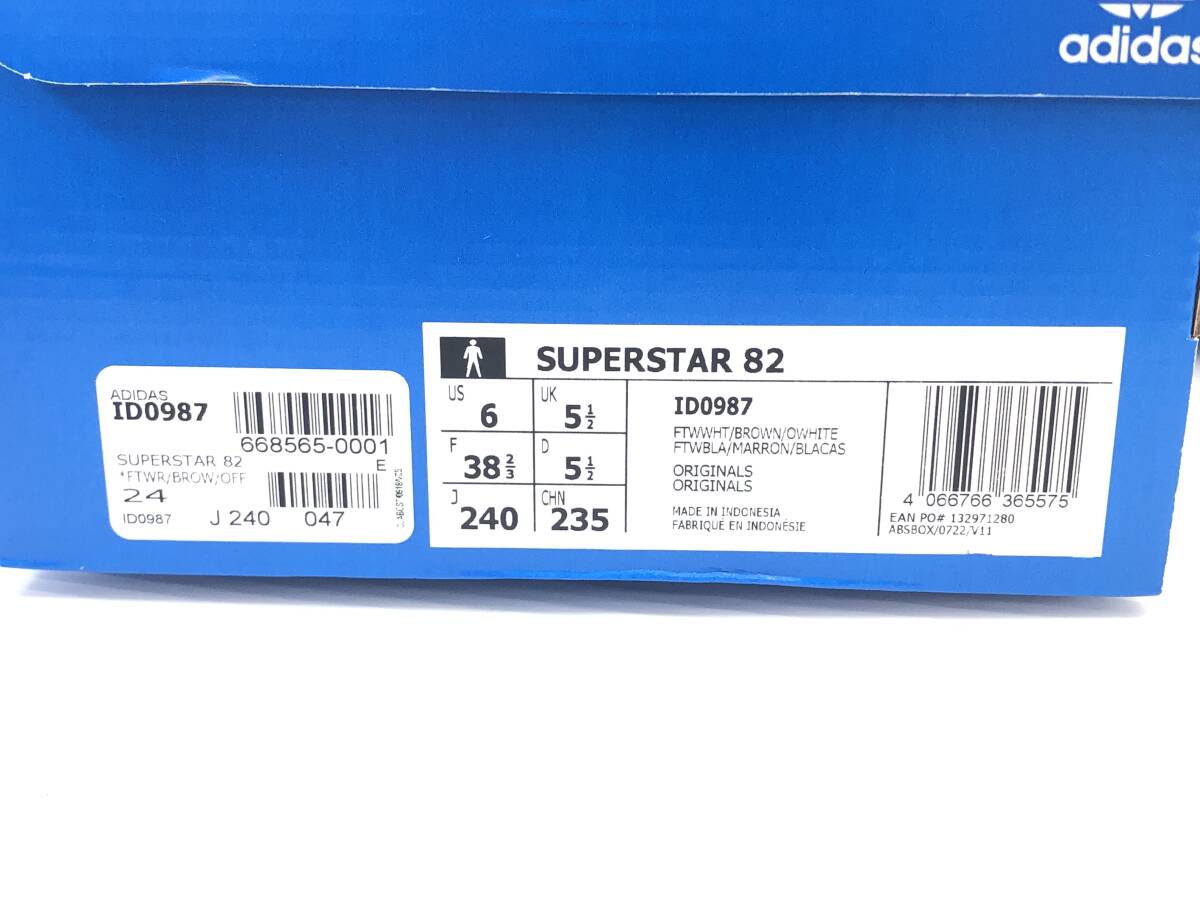 adidas
ADIDAS
ID0987
668565-0001
E
SUPERSTAR 82
*FTWR/BROW/OFF
24
ID0987 J 240 047
SUPERSTAR 82
US 6
UK 5½
F 38⅔
D 5½
J 240
CHN 235
ID0987
FTWWHT/BROWN/OWHITE
FTWBLA/MARRON/BLACAS
ORIGINALS
ORIGINALS
MADE IN INDONESIA
FABRIQUÉ EN INDONÉSIE
4 066766 365575
EAN PO# 132971280
ABSBOX/0722/V11